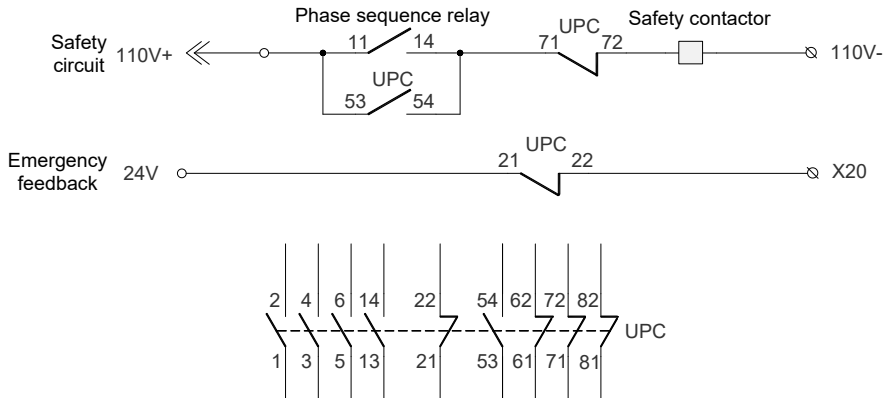 Phase sequence relay
Safety contactor
Safety
circuit
110V+
11 14
71 UPC 72
110V-
UPC
53 54
Emergency
feedback
24V
UPC
21 22
X20
2 4 6 14 22 54 62 72 82
UPC
1 3 5 13 21 53 61 71 81